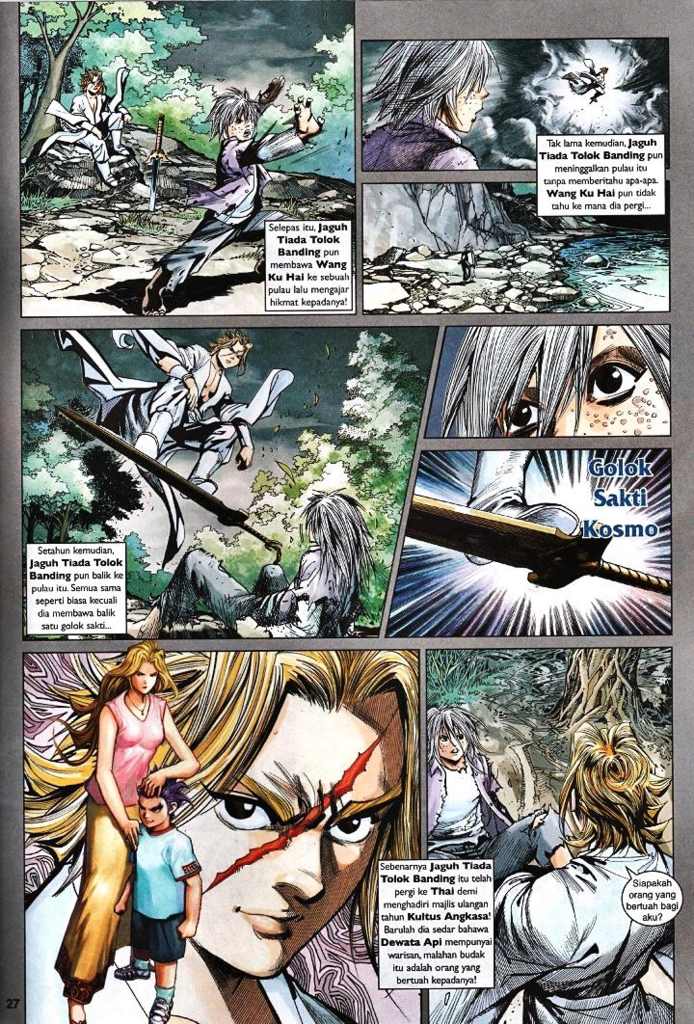 Selepas itu, Jaguh
Tiada Tolok Banding
pun membawa Wang
Ku Hai ke sebuah
pulau lalu mengajar
hikmat kepadanya!
Tak lama kemudian, Jaguh
Tiada Tolok Banding pun
meninggalkan pulau itu
tanpa memberitahu apa-apa.
Wang Ku Hai pun tidak
tahu ke mana dia pergi...
Setahun kemudian,
Jaguh Tiada Tolok
Banding pun balik ke
pulau itu. Semua sama
seperti biasa kecuali
dia membawa balik
satu golok sakti...
Golok
Sakti
Kosmo
Sebenarnya Jaguh Tiada
Tolok Banding itu telah
pergi ke Thai demi
menghadiri majlis ulangan
tahun Kultus Angkasa!
Barulah dia sedar bahawa
Dewata Api mempunyai
warisan, malahan budak
itu adalah orang yang
bertuah!
Siapakah
orang yang
bertuah bagi
aku?
27